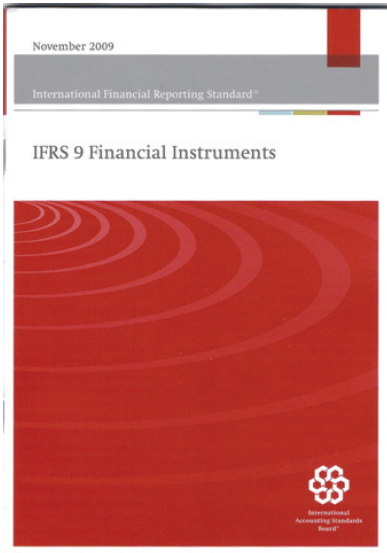 November 2009
International Financial Reporting Standard®
IFRS 9 Financial Instruments
International
Accounting Standards
Board®